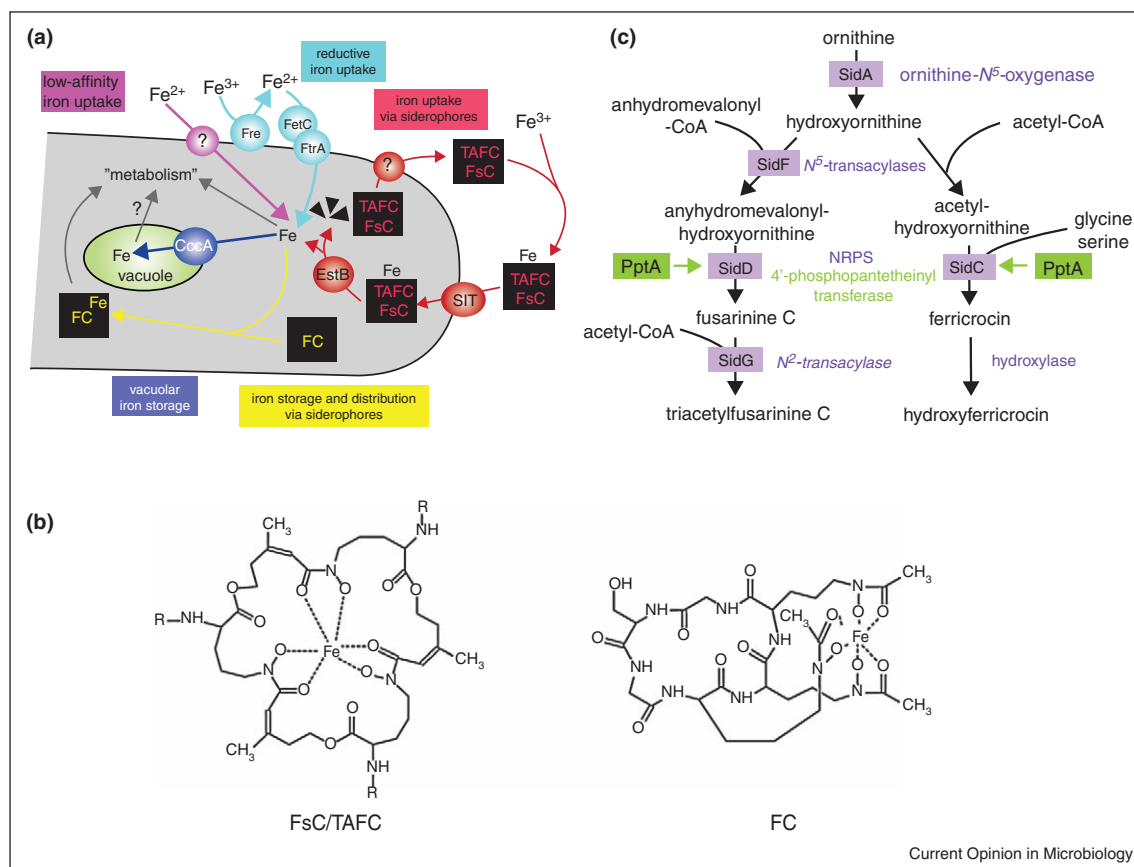 (a)
reductive
iron uptake
low-affinity
iron uptake
Fe2+
Fe3+
Fe2+
Fre
FetC
FtrA
?
iron uptake
via siderophores
Fe3+
?
TAFC
FsC
TAFC
FsC
"metabolism"
?
Fe
CccA
Fe
vacuole
EstB
Fe
TAFC
FsC
SIT
Fe
TAFC
FsC
Fe
FC
FC
vacuolar
iron storage
iron storage and distribution
via siderophores
(c)
ornithine
SidA
ornithine-N5-oxygenase
anhydromevalonyl
-CoA
hydroxyornithine
acetyl-CoA
SidF
N5-transacylases
anyhydromevalonyl-
hydroxyornithine
acetyl-
hydroxyornithine
glycine
serine
PptA
SidD
NRPS
4'-phosphopantetheinyl
transferase
SidC
PptA
fusarinine C
ferricrocin
acetyl-CoA
SidG
N2-transacylase
hydroxylase
triacetylfusarinine C
hydroxyferricrocin
(b)
R
CH3
NH
O
N
O
O
O
O
O
R
NH
O
O
Fe
O
N
O
O
N
CH3
O
CH3
O
O
NH
R
FsC/TAFC
OH
O
O
N
O
O
CH3
NH
NH
CH3
O
Fe
O
NH
O
N
O
O
O
NH
O
NH
NH
N
CH3
O
FC
Current Opinion in Microbiology